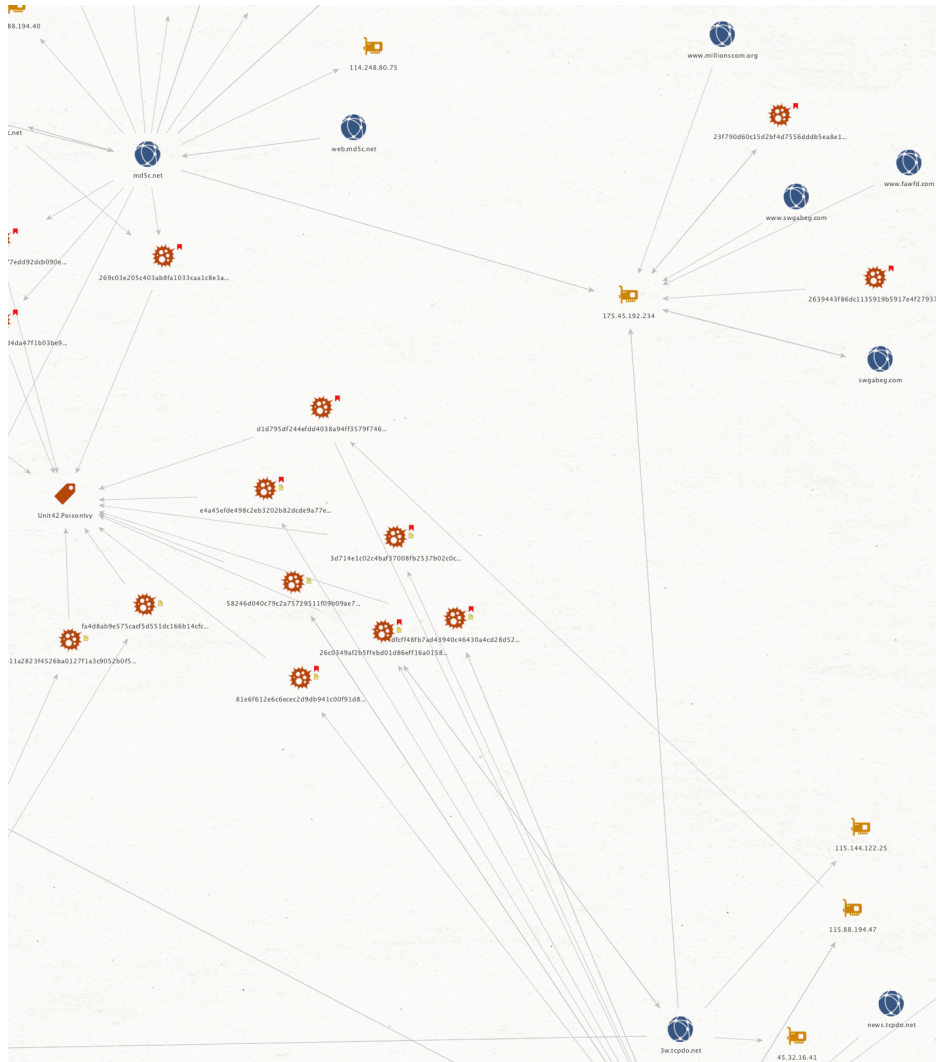 88.194.40
www.millionscom.org
114.248.80.75
23f790d60c15d2bf4d7556dddb5ea8e1...
c.net
web.md5c.net
md5c.net
www.fawfd.com
www.swgabeg.com
7edd92dcb090e...
269c03e205c403ab8fa1033caa1c8e3a...
2639443f86dc1135919b5917e4f27937
175.45.192.234
34da47f1b03be9...
swgabeg.com
d1d795df244efdd4038a94ff3579f746...
e4a45efde498c2eb3202b82dcde9a77e...
Unit42.PoisonIvy
3d714e1c02c4baf37008fb2537b02c0c...
58246d040c79c2a75729511f09b09ae7...
fa4d8ab9e575cacf5d551dc166b14cfc...
dfcff48fb7ad43940c46430a4cd28d52...
26c0349af2b5ffebd01d86eff16a0158...
11a2823f4526ba0127f1a3c9052b0f5...
81e6f612e6c6ecec2d9db941c00f91d8...
115.144.122.25
115.88.194.47
news.tcpdo.net
3w.tcpdo.net
45.32.16.41